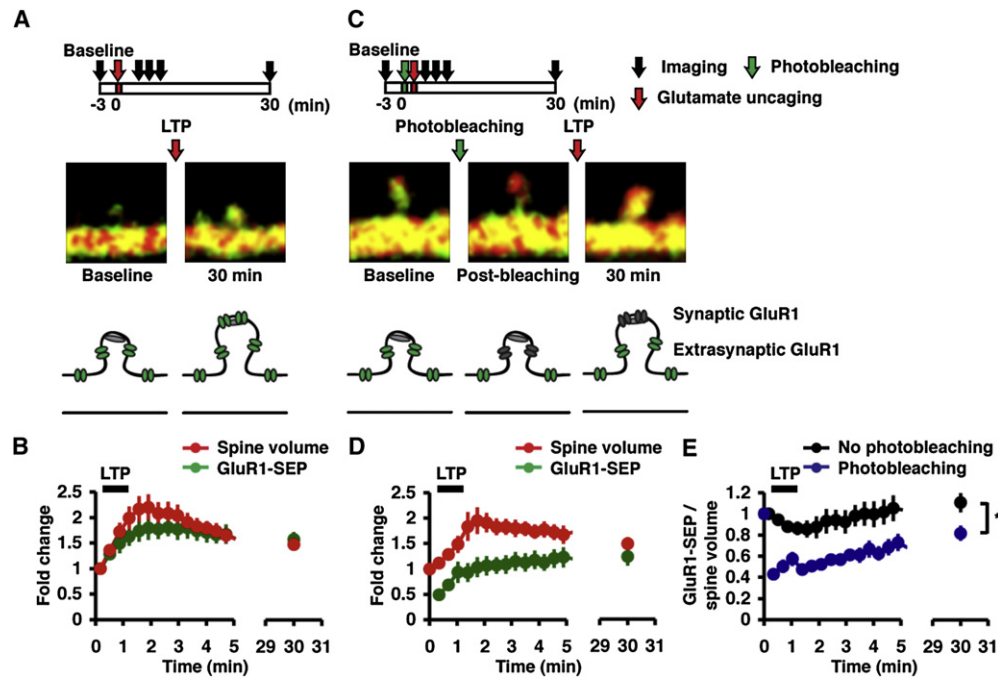 A
Baseline
-3 0 30 (min)
LTP
Baseline 30 min
C
Baseline
-3 0 30 (min)
Imaging Photobleaching
Glutamate uncaging
Photobleaching LTP
Baseline Post-bleaching 30 min
Synaptic GluR1
Extrasynaptic GluR1
B
Spine volume
GluR1-SEP
LTP
Fold change
2.5
2
1.5
1
0.5
0
0 1 2 3 4 5 29 30 31
Time (min)
D
Spine volume
GluR1-SEP
LTP
Fold change
2.5
2
1.5
1
0.5
0
0 1 2 3 4 5 29 30 31
Time (min)
E
No photobleaching
Photobleaching
LTP
GluR1-SEP /
spine volume
1.2
1
0.8
0.6
0.4
0.2
0
0 1 2 3 4 5 29 30 31
Time (min)